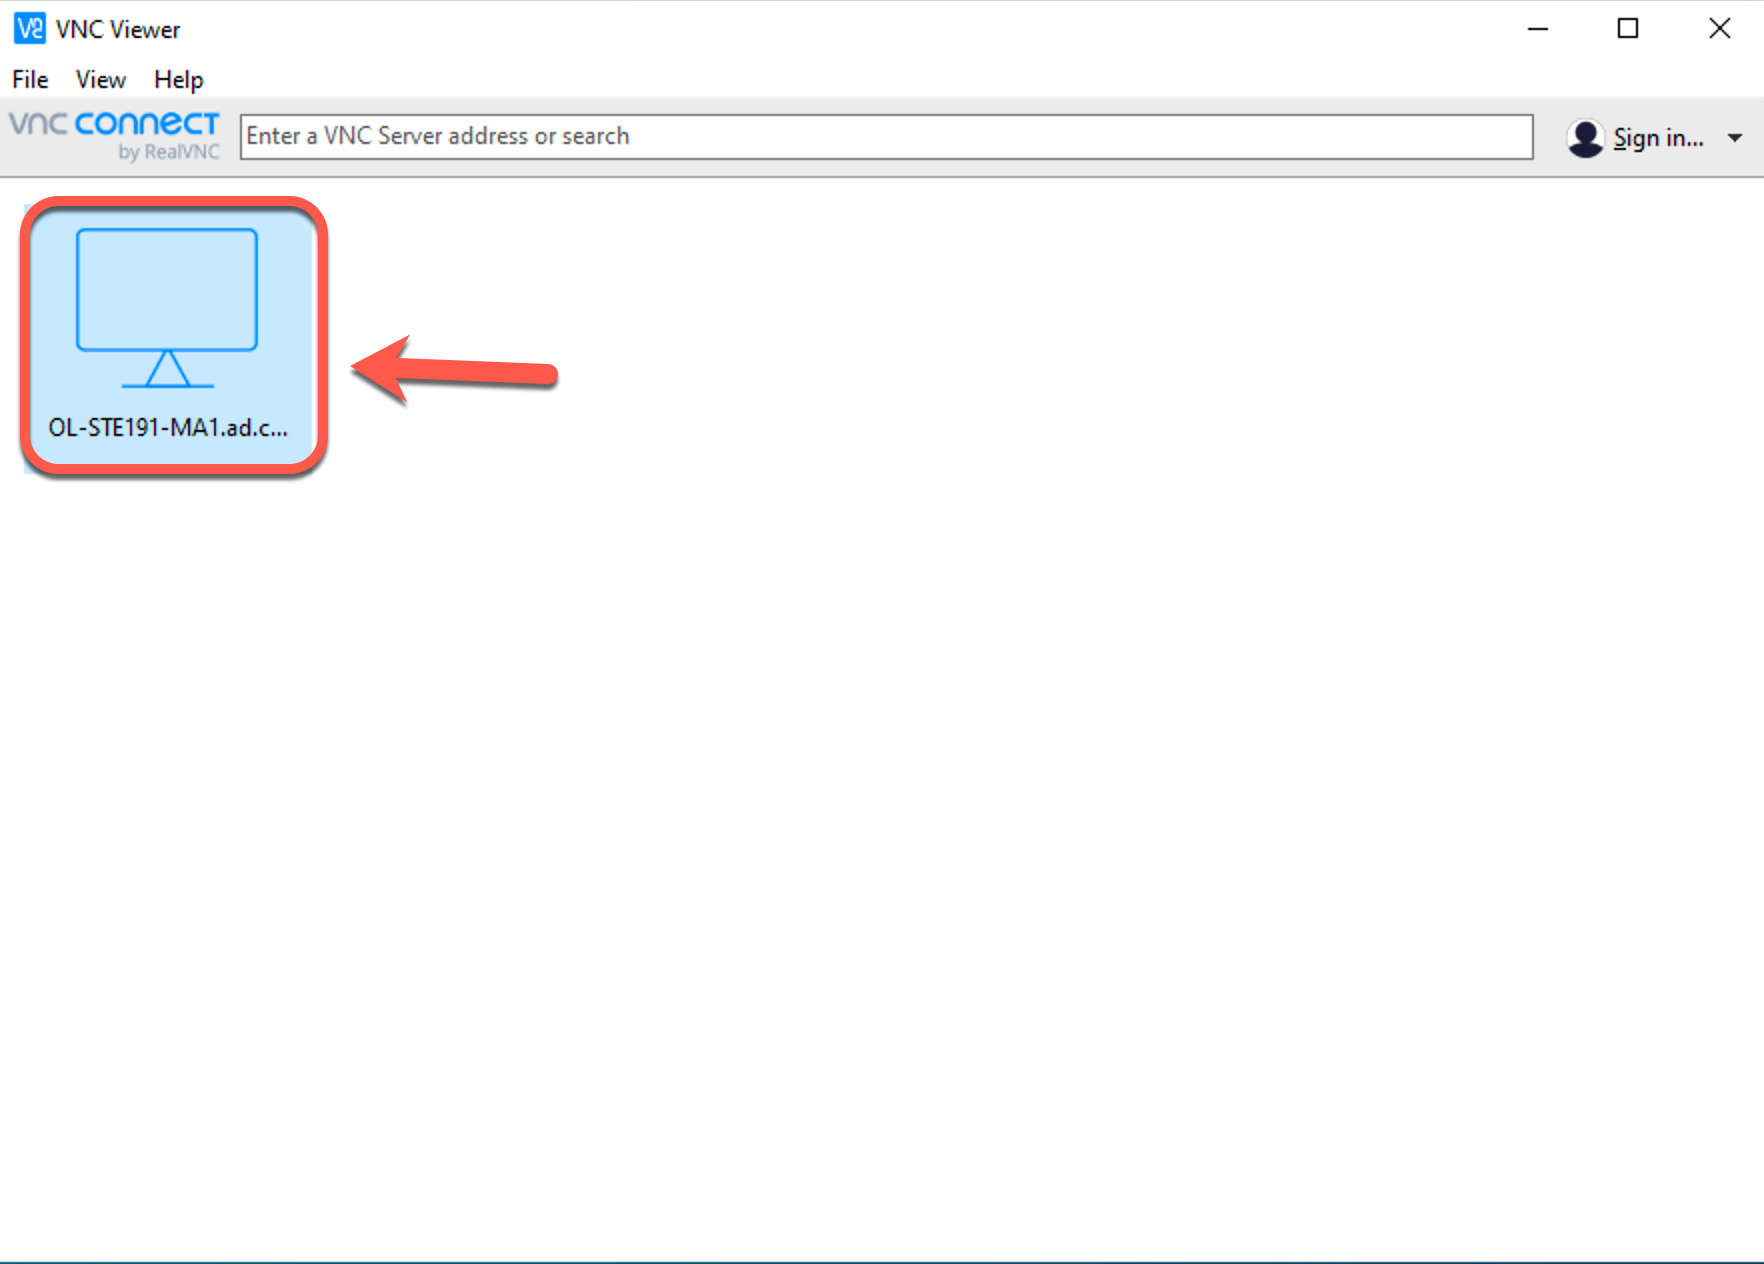 VNC Viewer
File View Help
vnc connect
by RealVNC
Enter a VNC Server address or search
Sign in...
OL-STE191-MA1.ad.c...